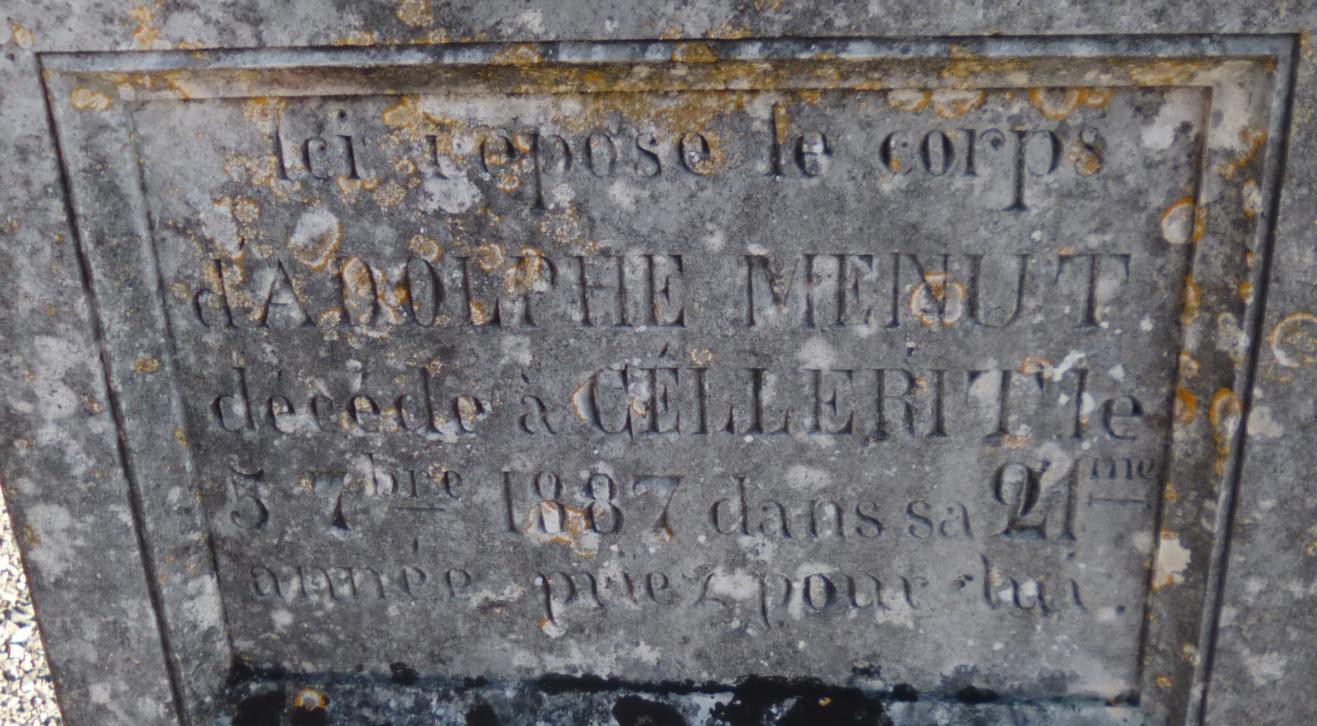 Ici repose le corps
d'ADOLPHE MENUT
décédé à CÉLLERIT le
5 7bre 1887 dans sa 21me
année priez pour lui.